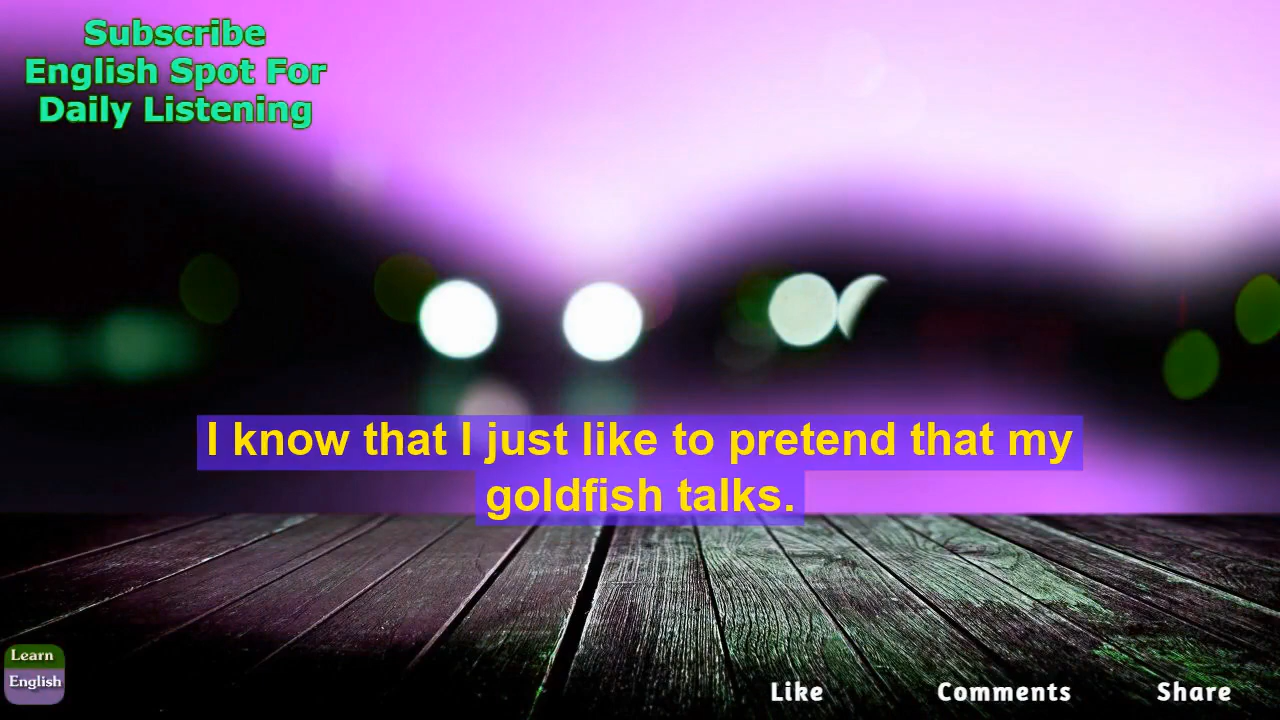 Subscribe
English Spot For
Daily Listening
I know that I just like to pretend that my
goldfish talks.
Learn
English
Like Comments Share